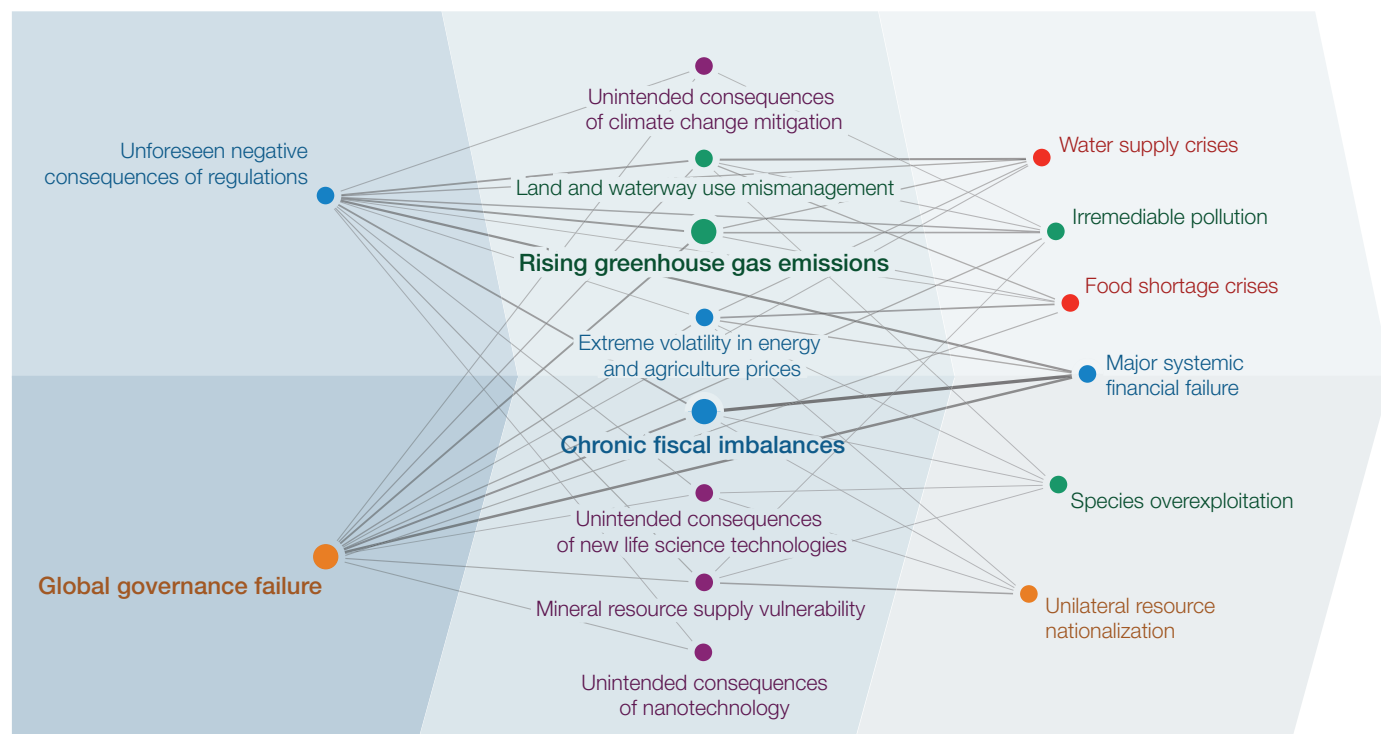 Unforeseen negative
consequences of regulations
Global governance failure
Unintended consequences
of climate change mitigation
Land and waterway use mismanagement
Rising greenhouse gas emissions
Extreme volatility in energy
and agriculture prices
Chronic fiscal imbalances
Unintended consequences
of new life science technologies
Mineral resource supply vulnerability
Unintended consequences
of nanotechnology
Water supply crises
Irremediable pollution
Food shortage crises
Major systemic
financial failure
Species overexploitation
Unilateral resource
nationalization